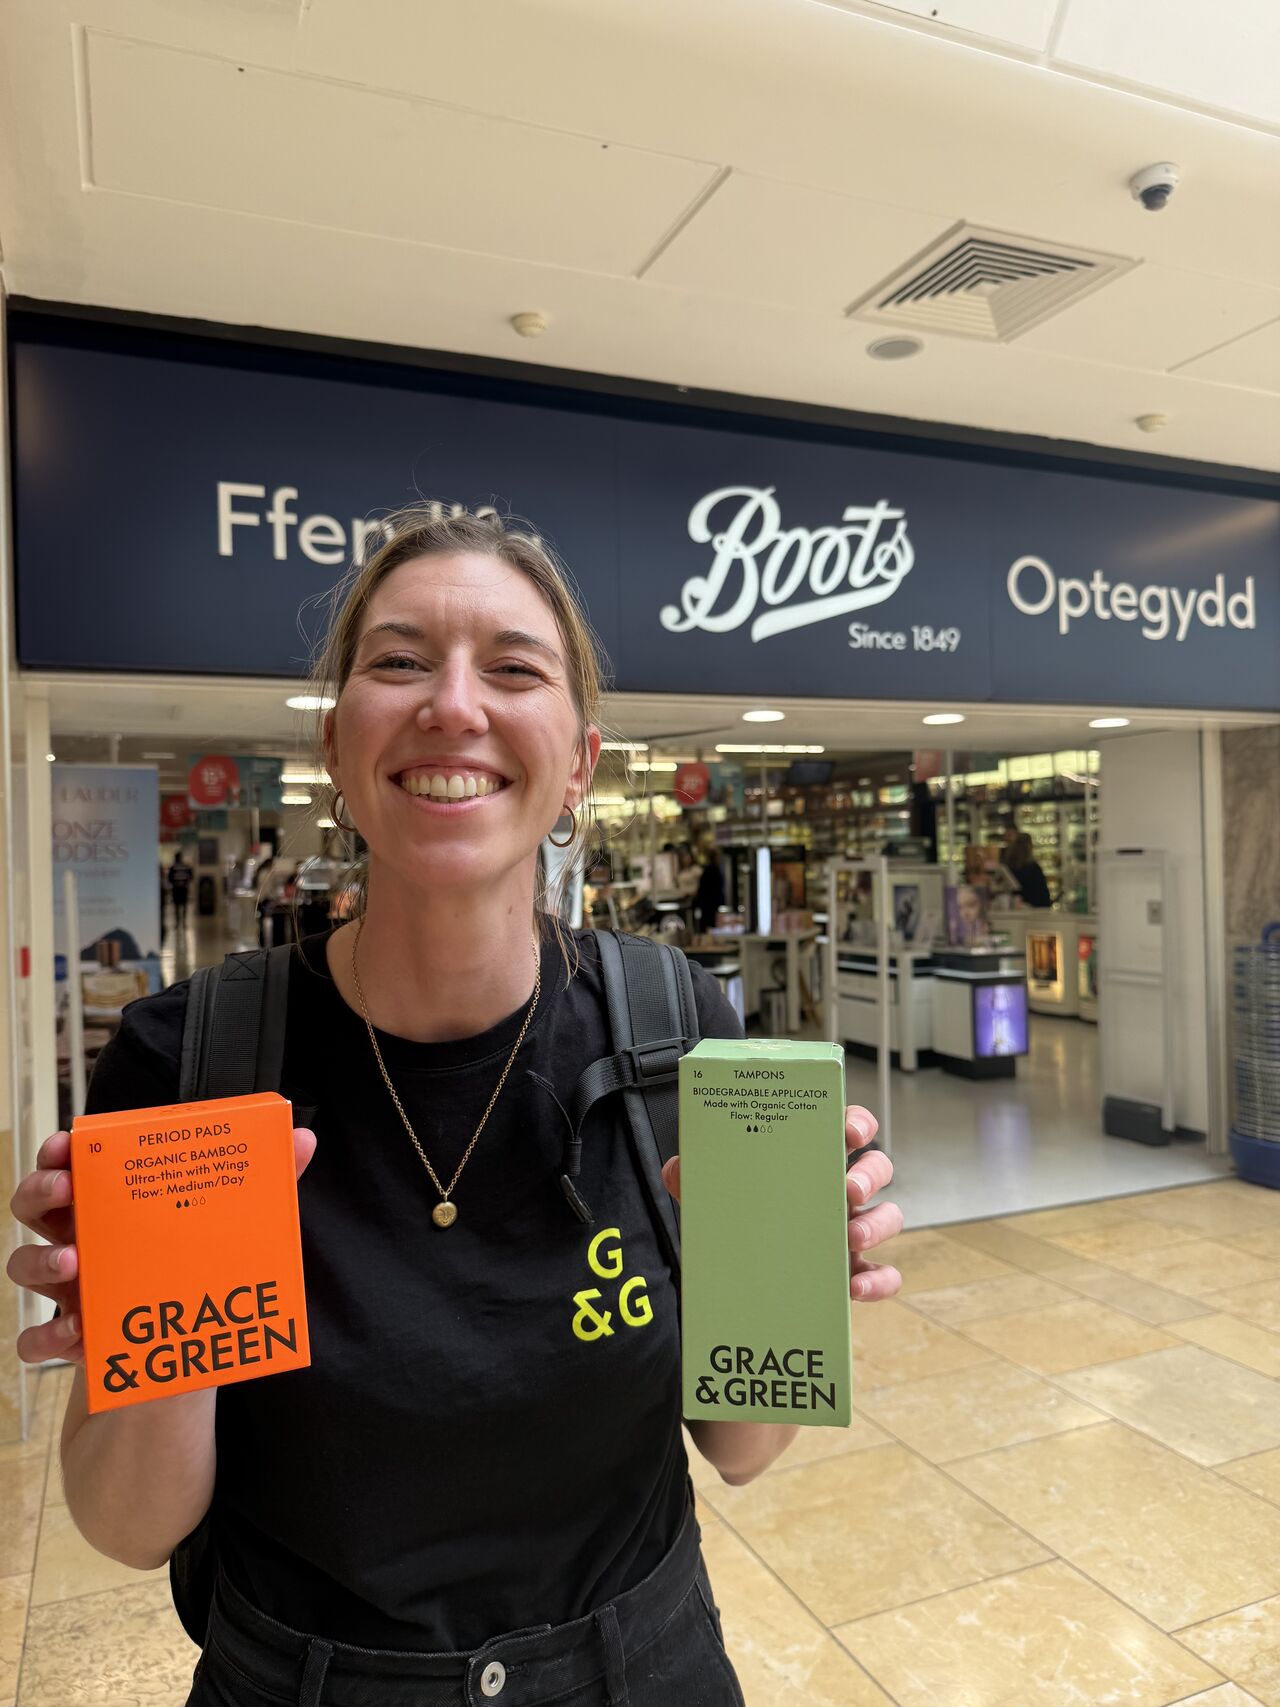 Boots
Since 1849
Optegydd
LAUDER
10
PERIOD PADS
ORGANIC BAMBOO
Ultra-thin with Wings
Flow: Medium/Day
GRACE
&GREEN
G
&G
16
TAMPONS
BIODEGRADABLE APPLICATOR
Made with Organic Cotton
Flow: Regular
GRACE
&GREEN